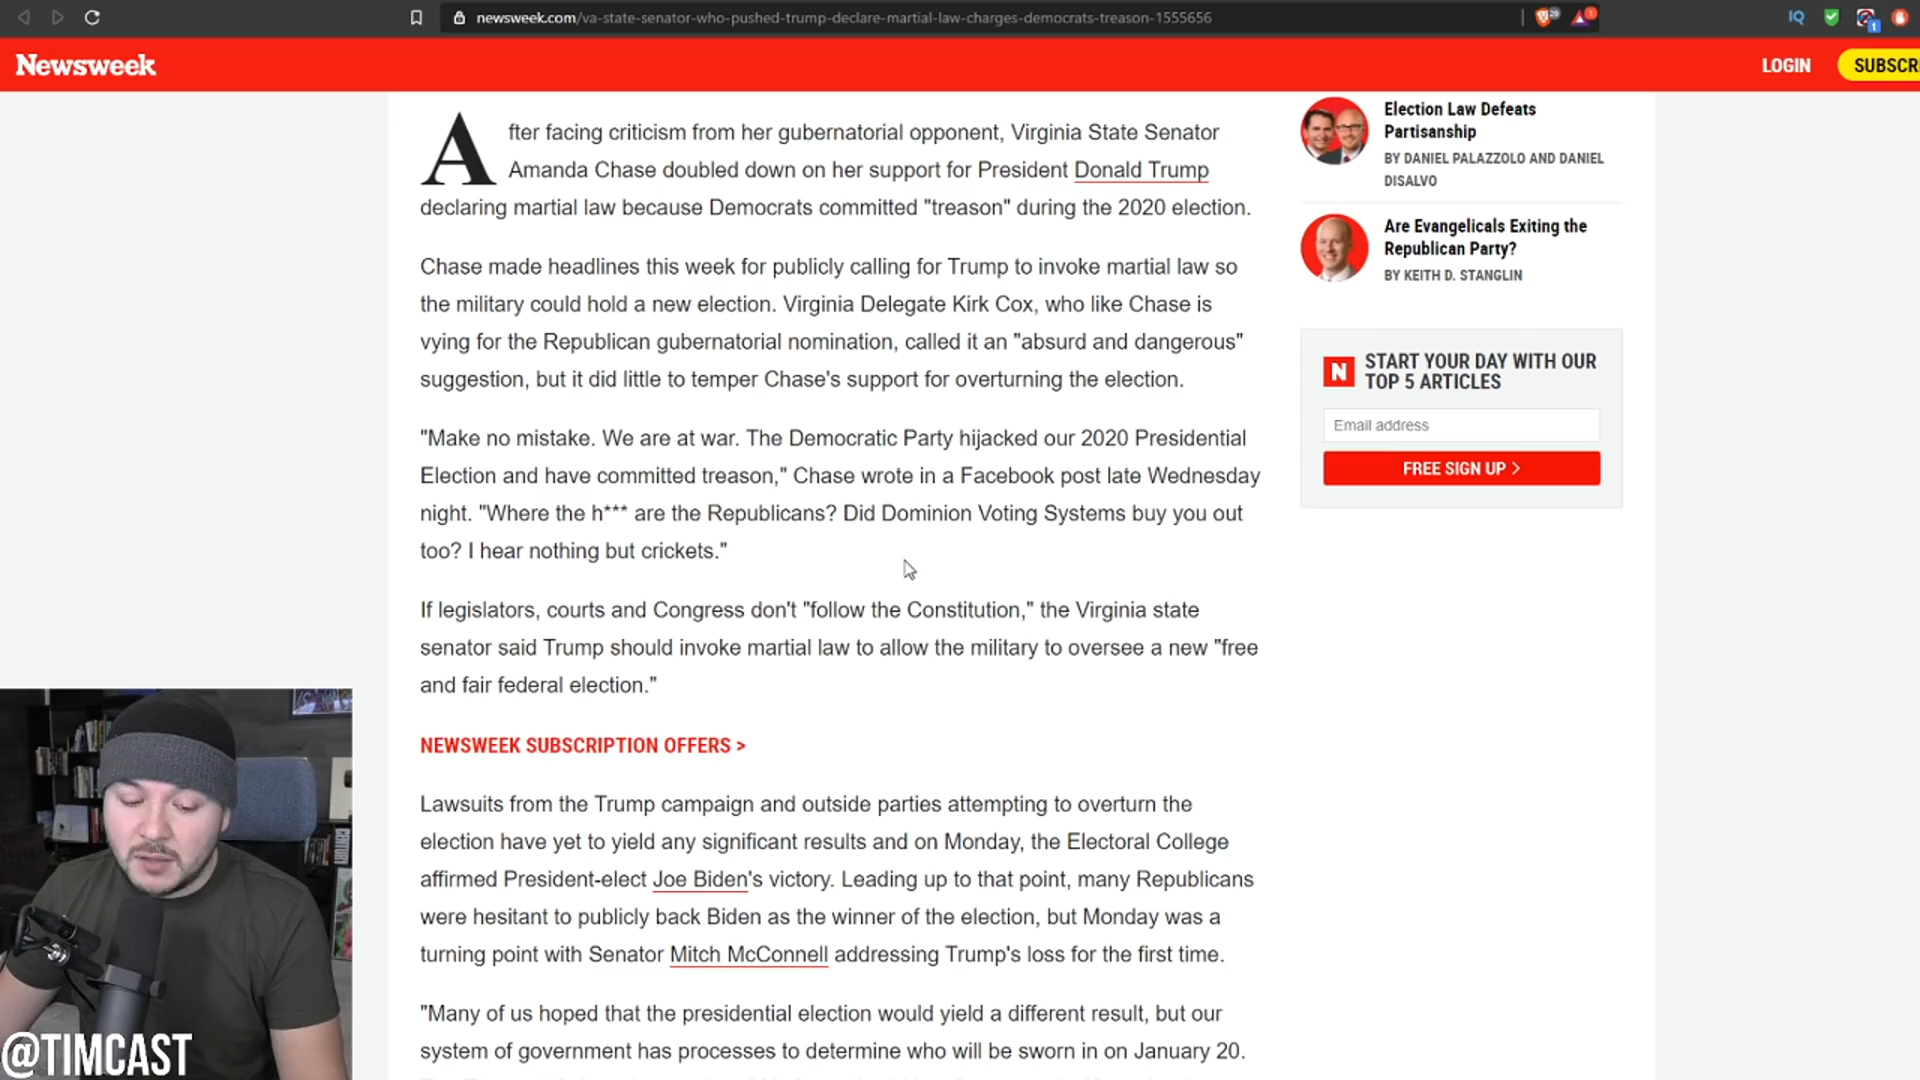 newsweek.com/va-state-senator-who-pushed-trump-declare-martial-law-charges-democrats-treason-1555656
Newsweek
LOGIN
SUBSCR
After facing criticism from her gubernatorial opponent, Virginia State Senator
Amanda Chase doubled down on her support for President Donald Trump
declaring martial law because Democrats committed "treason" during the 2020 election.
Chase made headlines this week for publicly calling for Trump to invoke martial law so
the military could hold a new election. Virginia Delegate Kirk Cox, who like Chase is
vying for the Republican gubernatorial nomination, called it an "absurd and dangerous"
suggestion, but it did little to temper Chase's support for overturning the election.
"Make no mistake. We are at war. The Democratic Party hijacked our 2020 Presidential
Election and have committed treason," Chase wrote in a Facebook post late Wednesday
night. "Where the h*** are the Republicans? Did Dominion Voting Systems buy you out
too? I hear nothing but crickets."
If legislators, courts and Congress don't "follow the Constitution," the Virginia state
senator said Trump should invoke martial law to allow the military to oversee a new "free
and fair federal election."
NEWSWEEK SUBSCRIPTION OFFERS >
Lawsuits from the Trump campaign and outside parties attempting to overturn the
election have yet to yield any significant results and on Monday, the Electoral College
affirmed President-elect Joe Biden's victory. Leading up to that point, many Republicans
were hesitant to publicly back Biden as the winner of the election, but Monday was a
turning point with Senator Mitch McConnell addressing Trump's loss for the first time.
"Many of us hoped that the presidential election would yield a different result, but our
system of government has processes to determine who will be sworn in on January 20.
Election Law Defeats
Partisanship
BY DANIEL PALAZZOLO AND DANIEL
DISALVO
Are Evangelicals Exiting the
Republican Party?
BY KEITH D. STANGLIN
N
START YOUR DAY WITH OUR
TOP 5 ARTICLES
Email address
FREE SIGN UP >
@TIMCAST